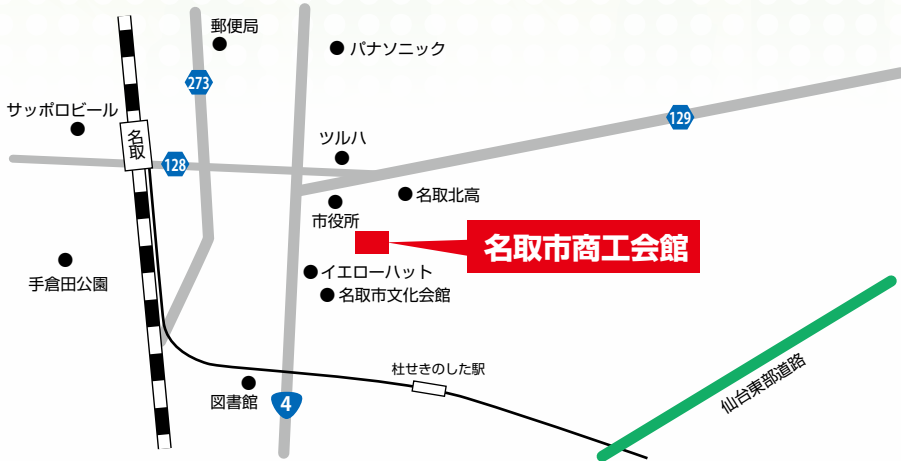 郵便局
パナソニック
273
サッポロビール
129
名取
ツルハ
128
名取北高
市役所
名取市商工会館
手倉田公園
イエローハット
名取市文化会館
杜せきのした駅
仙台東部道路
図書館
4